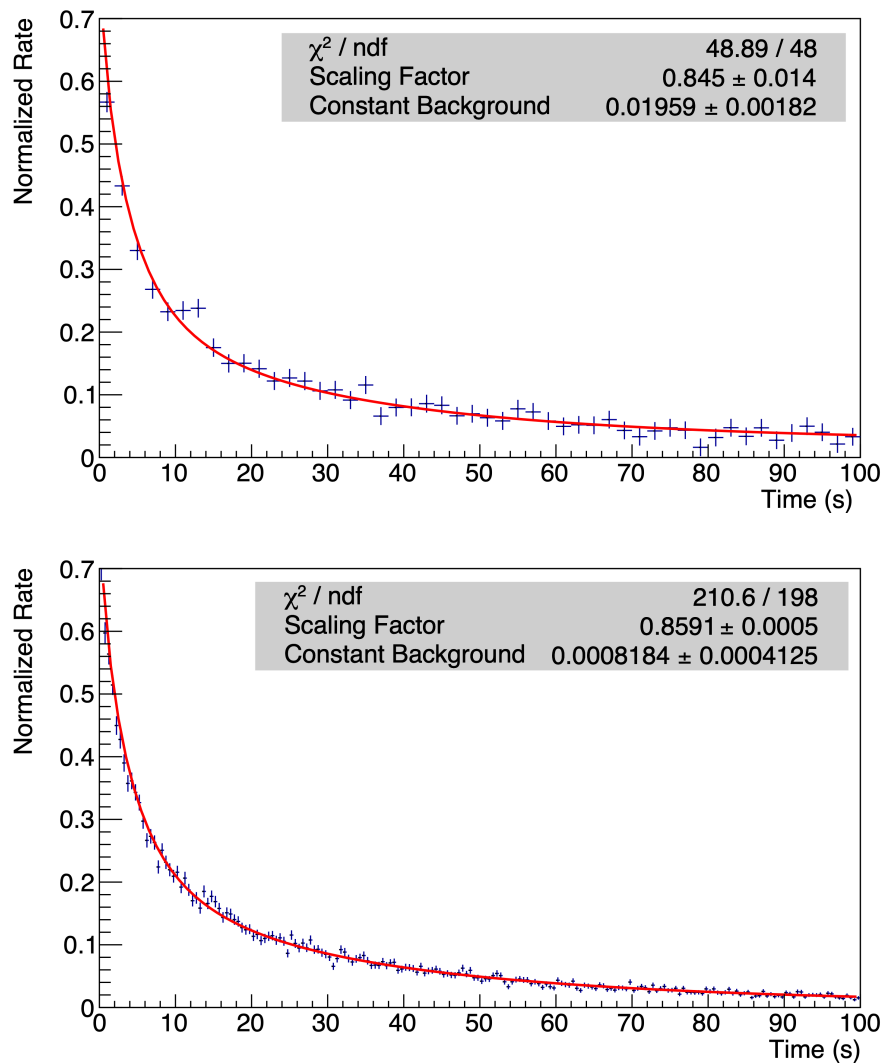 Normalized Rate
0.7
0.6
0.5
0.4
0.3
0.2
0.1
0
χ² / ndf 48.89 / 48
Scaling Factor 0.845 ± 0.014
Constant Background 0.01959 ± 0.00182
0 10 20 30 40 50 60 70 80 90 100
Time (s)
Normalized Rate
0.7
0.6
0.5
0.4
0.3
0.2
0.1
0
χ² / ndf 210.6 / 198
Scaling Factor 0.8591 ± 0.0005
Constant Background 0.0008184 ± 0.0004125
0 10 20 30 40 50 60 70 80 90 100
Time (s)